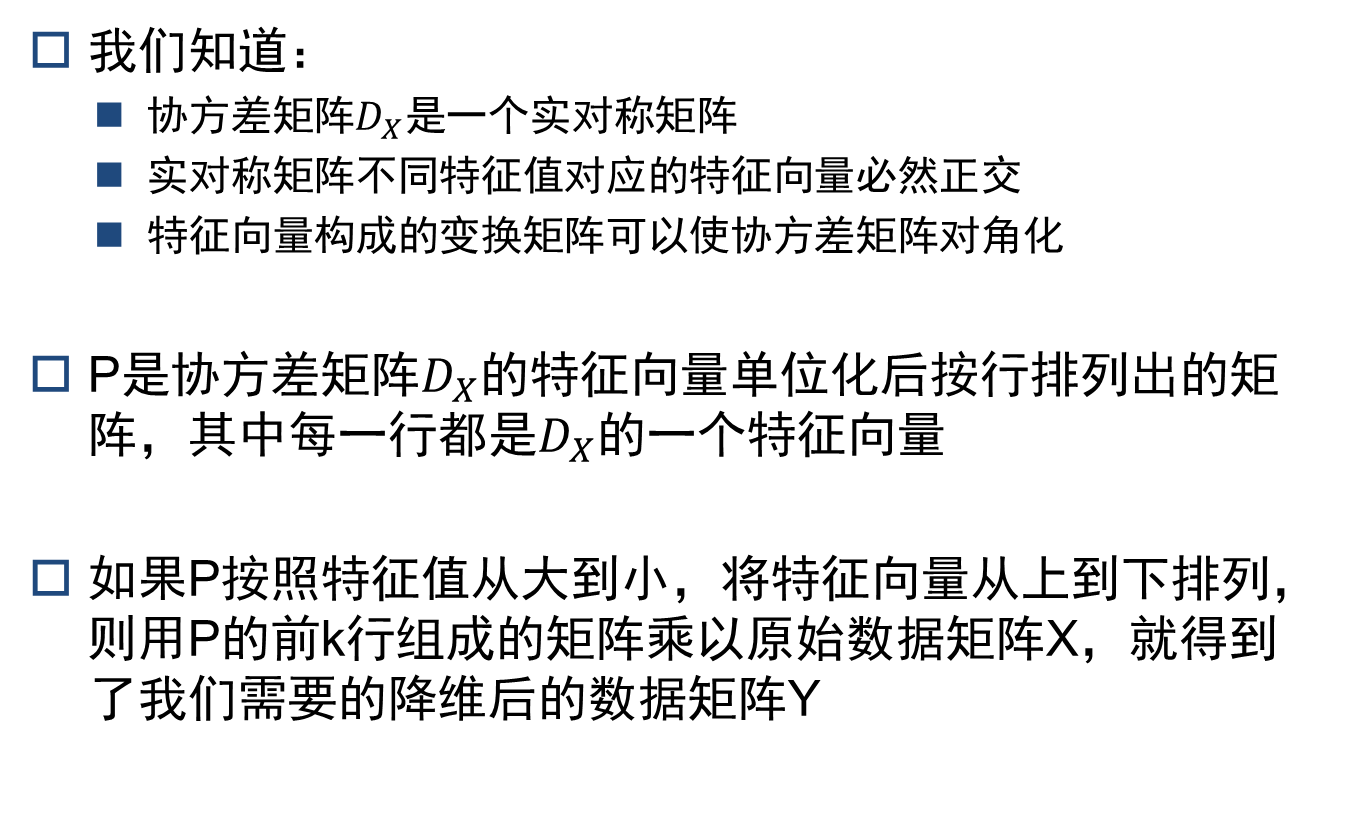 我们知道：
协方差矩阵D_X是一个实对称矩阵
实对称矩阵不同特征值对应的特征向量必然正交
特征向量构成的变换矩阵可以使协方差矩阵对角化
P是协方差矩阵D_X的特征向量单位化后按行排列出的矩
阵，其中每一行都是D_X的一个特征向量
如果P按照特征值从大到小，将特征向量从上到下排列，
则用P的前k行组成的矩阵乘以原始数据矩阵X，就得到
了我们需要的降维后的数据矩阵Y